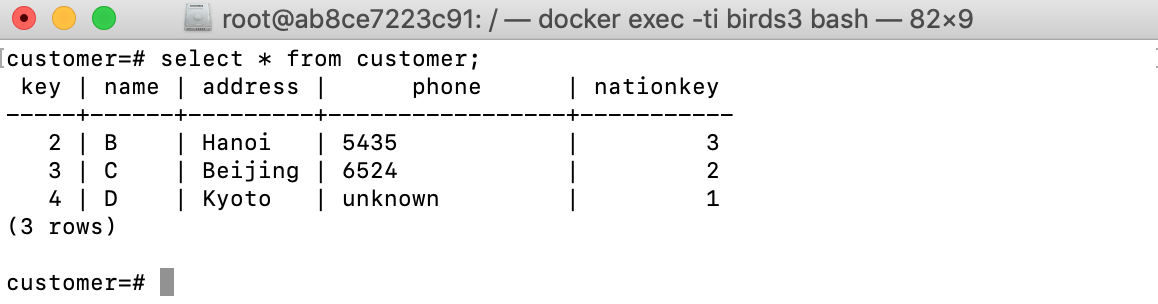 root@ab8ce7223c91: / — docker exec -ti birds3 bash — 82×9
[customer=# select * from customer;
 key | name | address |      phone      | nationkey
-----+------+---------+-----------------+-----------
   2 | B    | Hanoi   | 5435            |         3
   3 | C    | Beijing | 6524            |         2
   4 | D    | Kyoto   | unknown         |         1
(3 rows)
customer=#